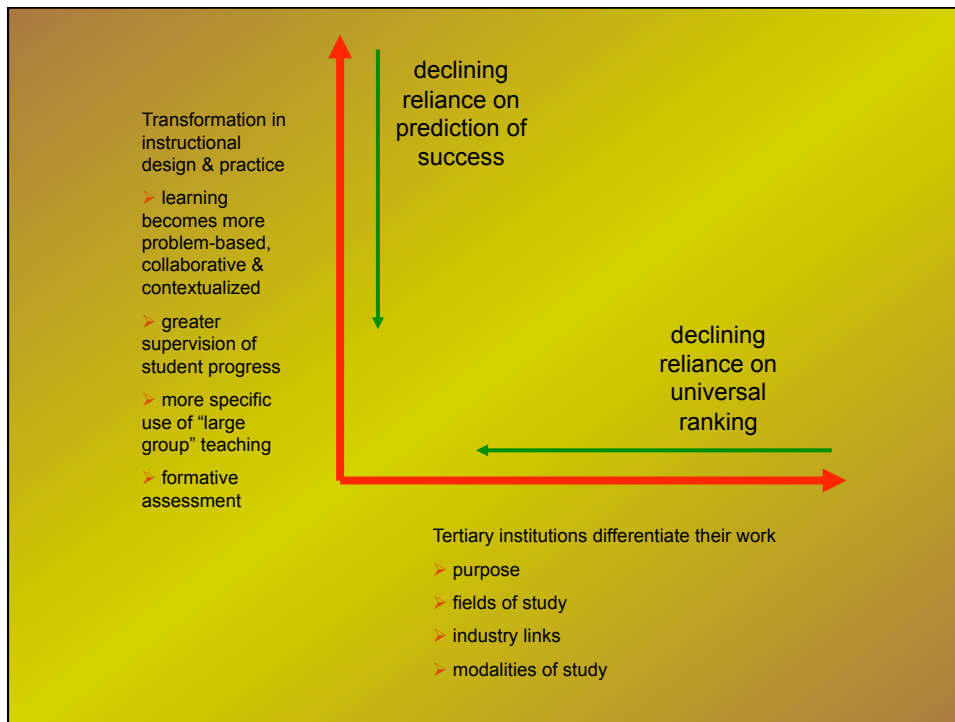 declining
reliance on
prediction of
success
Transformation in
instructional
design & practice
➢ learning
becomes more
problem-based,
collaborative &
contextualized
➢ greater
supervision of
student progress
➢ more specific
use of “large
group” teaching
➢ formative
assessment
declining
reliance on
universal
ranking
Tertiary institutions differentiate their work
➢ purpose
➢ fields of study
➢ industry links
➢ modalities of study